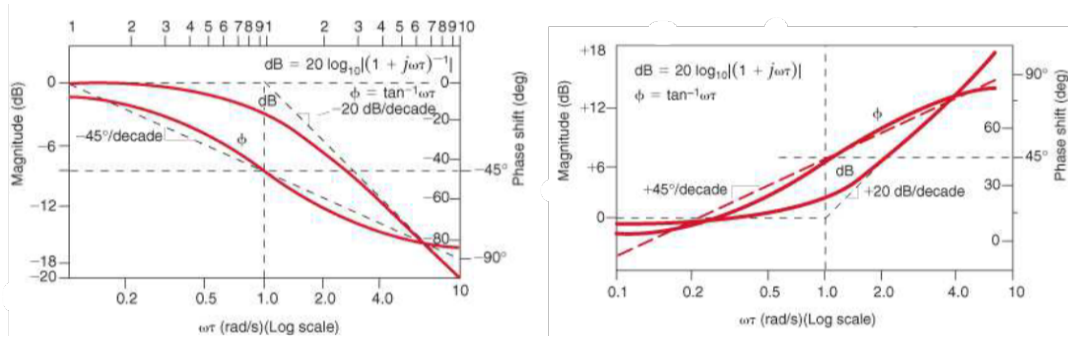 1 2 3 4 5 6 7 8 9 1 2 3 4 5 6 7 8 9 10
dB = 20 log₁₀|(1 + jωτ)⁻¹|
ϕ = tan⁻¹ωτ
−20 dB/decade
dB
−45°/decade
ϕ
Magnitude (dB)
0
−6
−12
−18
−20
0
−20
−40
−45°
−60
−80
−90°
Phase shift (deg)
0.2 0.5 1.0 2.0 4.0 10
ωτ (rad/s)(Log scale)
dB = 20 log₁₀|(1 + jωτ)|
ϕ = tan⁻¹ωτ
ϕ
dB
+45°/decade
+20 dB/decade
Magnitude (dB)
+18
+12
+6
0
90°
60
45°
30
0
Phase shift (deg)
0.1 0.2 0.5 1.0 2.0 4.0 10
ωτ (rad/s)(Log scale)